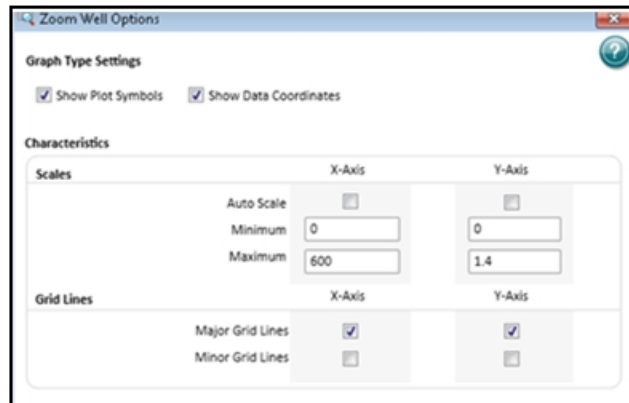 Zoom Well Options
Graph Type Settings
Show Plot Symbols Show Data Coordinates
Characteristics
Scales X-Axis Y-Axis
Auto Scale
Minimum 0 0
Maximum 600 1.4
Grid Lines X-Axis Y-Axis
Major Grid Lines
Minor Grid Lines